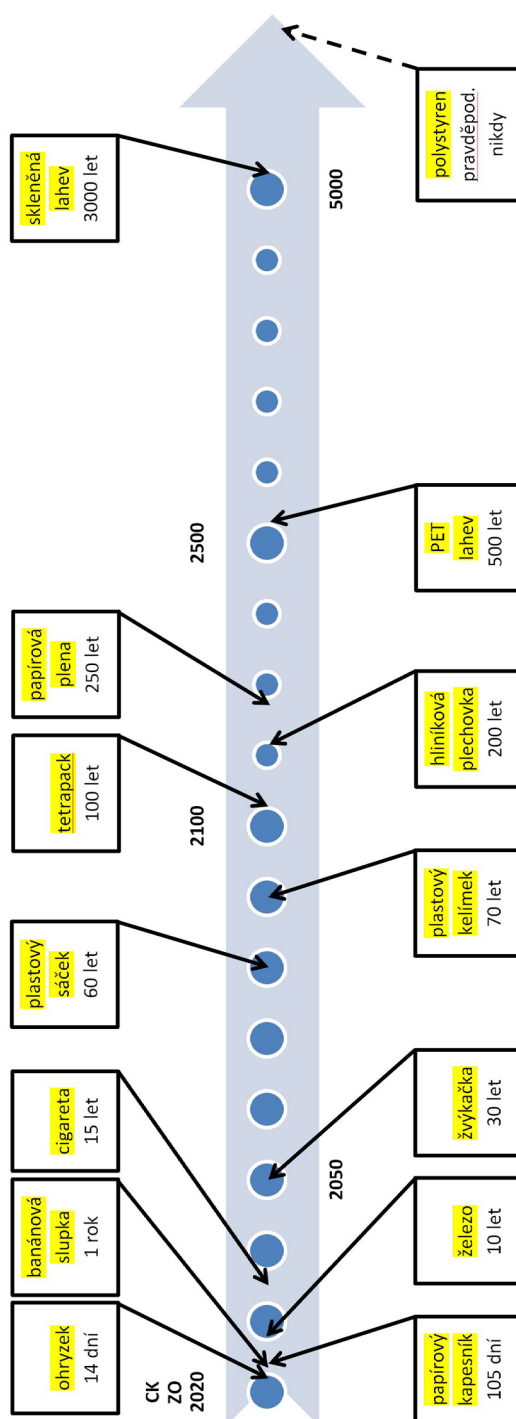 ohryzek
14 dní
banánová
slupka
1 rok
cigareta
15 let
plastový
sáček
60 let
tetrapack
100 let
papírová
plena
250 let
skleněná
lahev
3000 let
CK
ZO
2020
2050
2100
2500
5000
papírový
kapesník
105 dní
železo
10 let
žvýkačka
30 let
plastový
kelímek
70 let
hliníková
plechovka
200 let
PET
lahev
500 let
polystyren
pravděpod.
nikdy